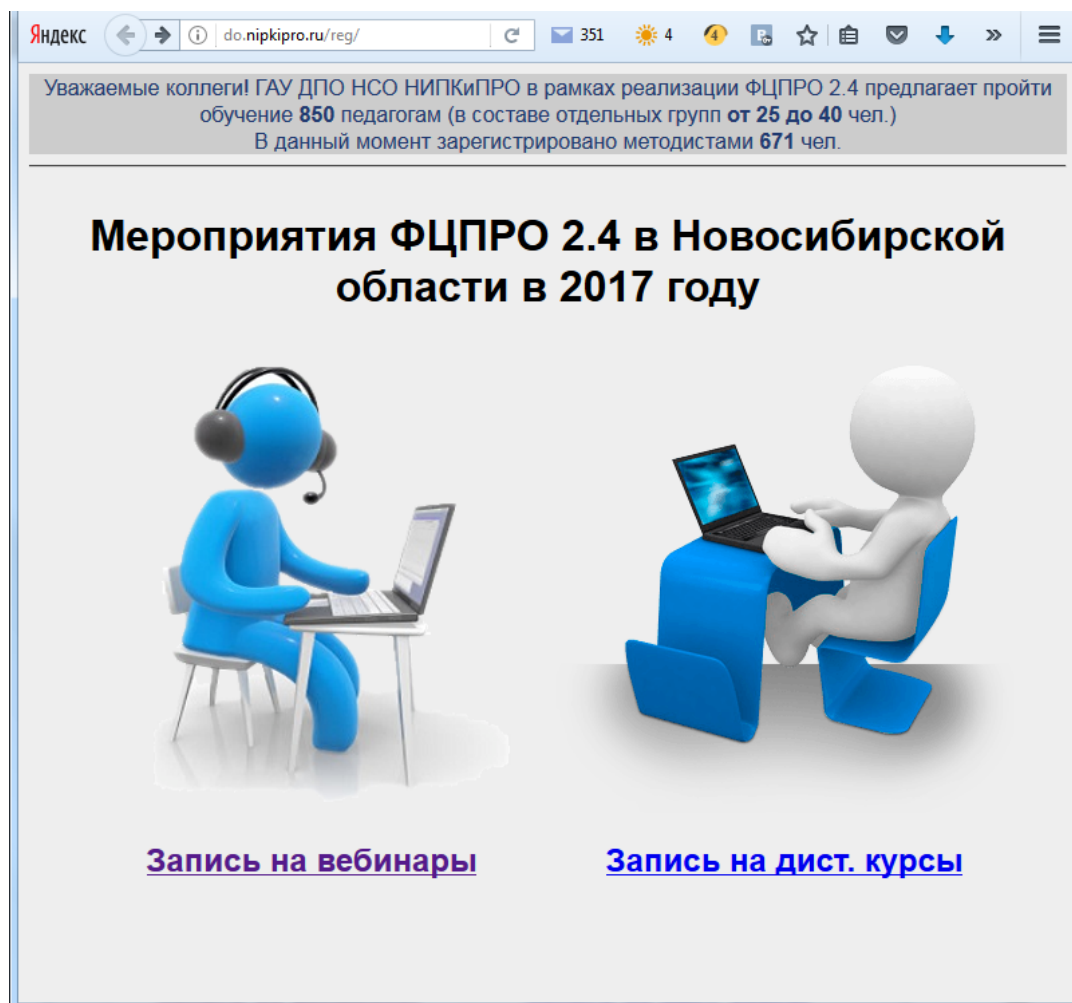 Яндекс do.nipkipro.ru/reg/ 351 4 4
Уважаемые коллеги! ГАУ ДПО НСО НИПКиПРО в рамках реализации ФЦПРО 2.4 предлагает пройти
обучение 850 педагогам (в составе отдельных групп от 25 до 40 чел.)
В данный момент зарегистрировано методистами 671 чел.
Мероприятия ФЦПРО 2.4 в Новосибирской
области в 2017 году
Запись на вебинары Запись на дист. курсы